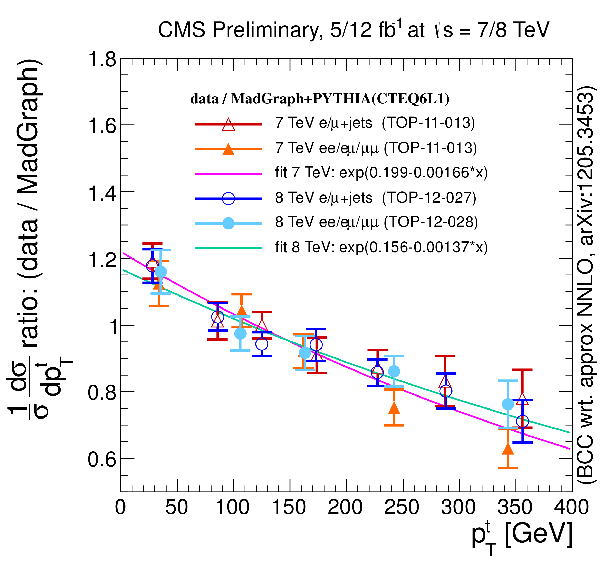 CMS Preliminary, 5/12 fb¹ at √s = 7/8 TeV
1/σ dσ/dp_T^t ratio: (data / MadGraph)
data / MadGraph+PYTHIA(CTEQ6L1)
7 TeV e/μ+jets (TOP-11-013)
7 TeV ee/eμ/μμ (TOP-11-013)
fit 7 TeV: exp(0.199-0.00166*x)
8 TeV e/μ+jets (TOP-12-027)
8 TeV ee/eμ/μμ (TOP-12-028)
fit 8 TeV: exp(0.156-0.00137*x)
1.8
1.6
1.4
1.2
1
0.8
0.6
0 50 100 150 200 250 300 350 400
p_T^t [GeV]
(BCC wrt. approx NNLO, arXiv:1205.3453)